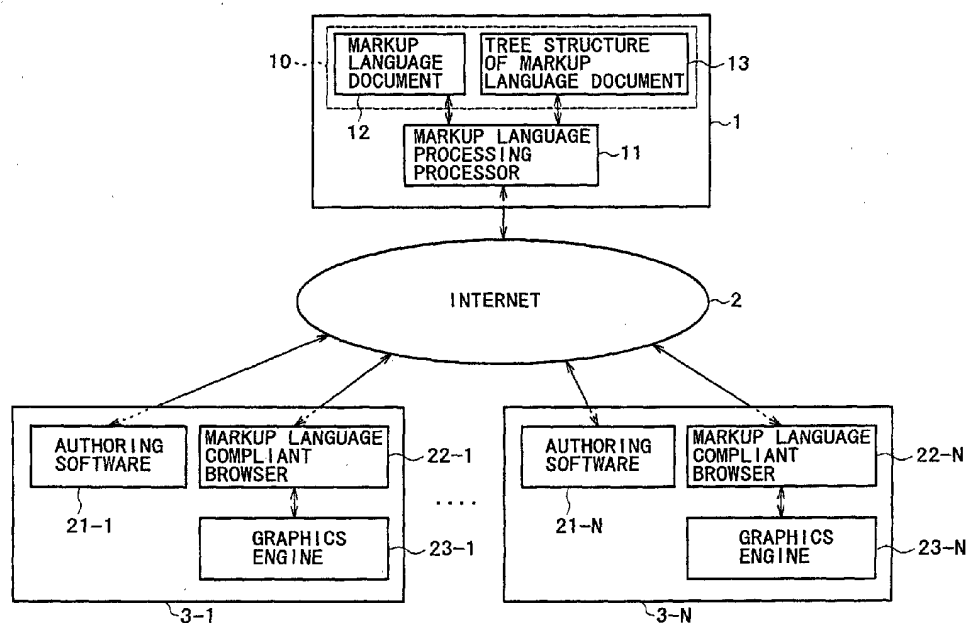 MARKUP
LANGUAGE
DOCUMENT
TREE STRUCTURE
OF MARKUP
LANGUAGE DOCUMENT
10
13
12
1
MARKUP LANGUAGE
PROCESSING
PROCESSOR
11
INTERNET
2
AUTHORING
SOFTWARE
MARKUP LANGUAGE
COMPLIANT
BROWSER
22-1
21-1
GRAPHICS
ENGINE
23-1
3-1
....
AUTHORING
SOFTWARE
MARKUP LANGUAGE
COMPLIANT
BROWSER
22-N
21-N
GRAPHICS
ENGINE
23-N
3-N